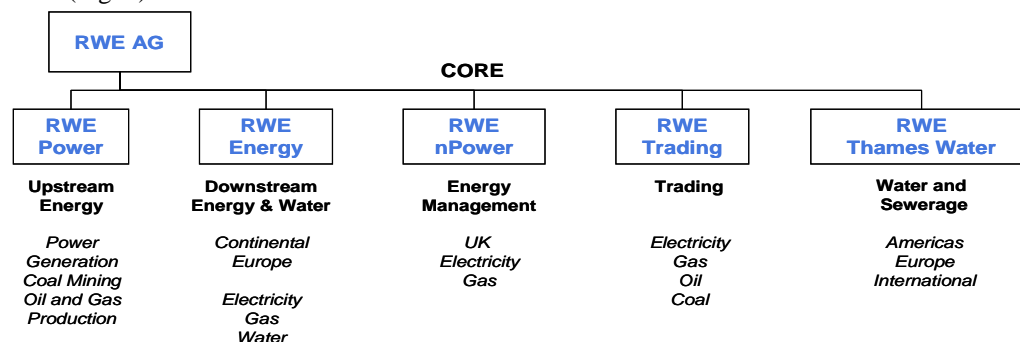 RWE AG
CORE
RWE
Power
Upstream
Energy
Power
Generation
Coal Mining
Oil and Gas
Production
RWE
Energy
Downstream
Energy & Water
Continental
Europe
Electricity
Gas
Water
RWE
nPower
Energy
Management
UK
Electricity
Gas
RWE
Trading
Trading
Electricity
Gas
Oil
Coal
RWE
Thames Water
Water and
Sewerage
Americas
Europe
International